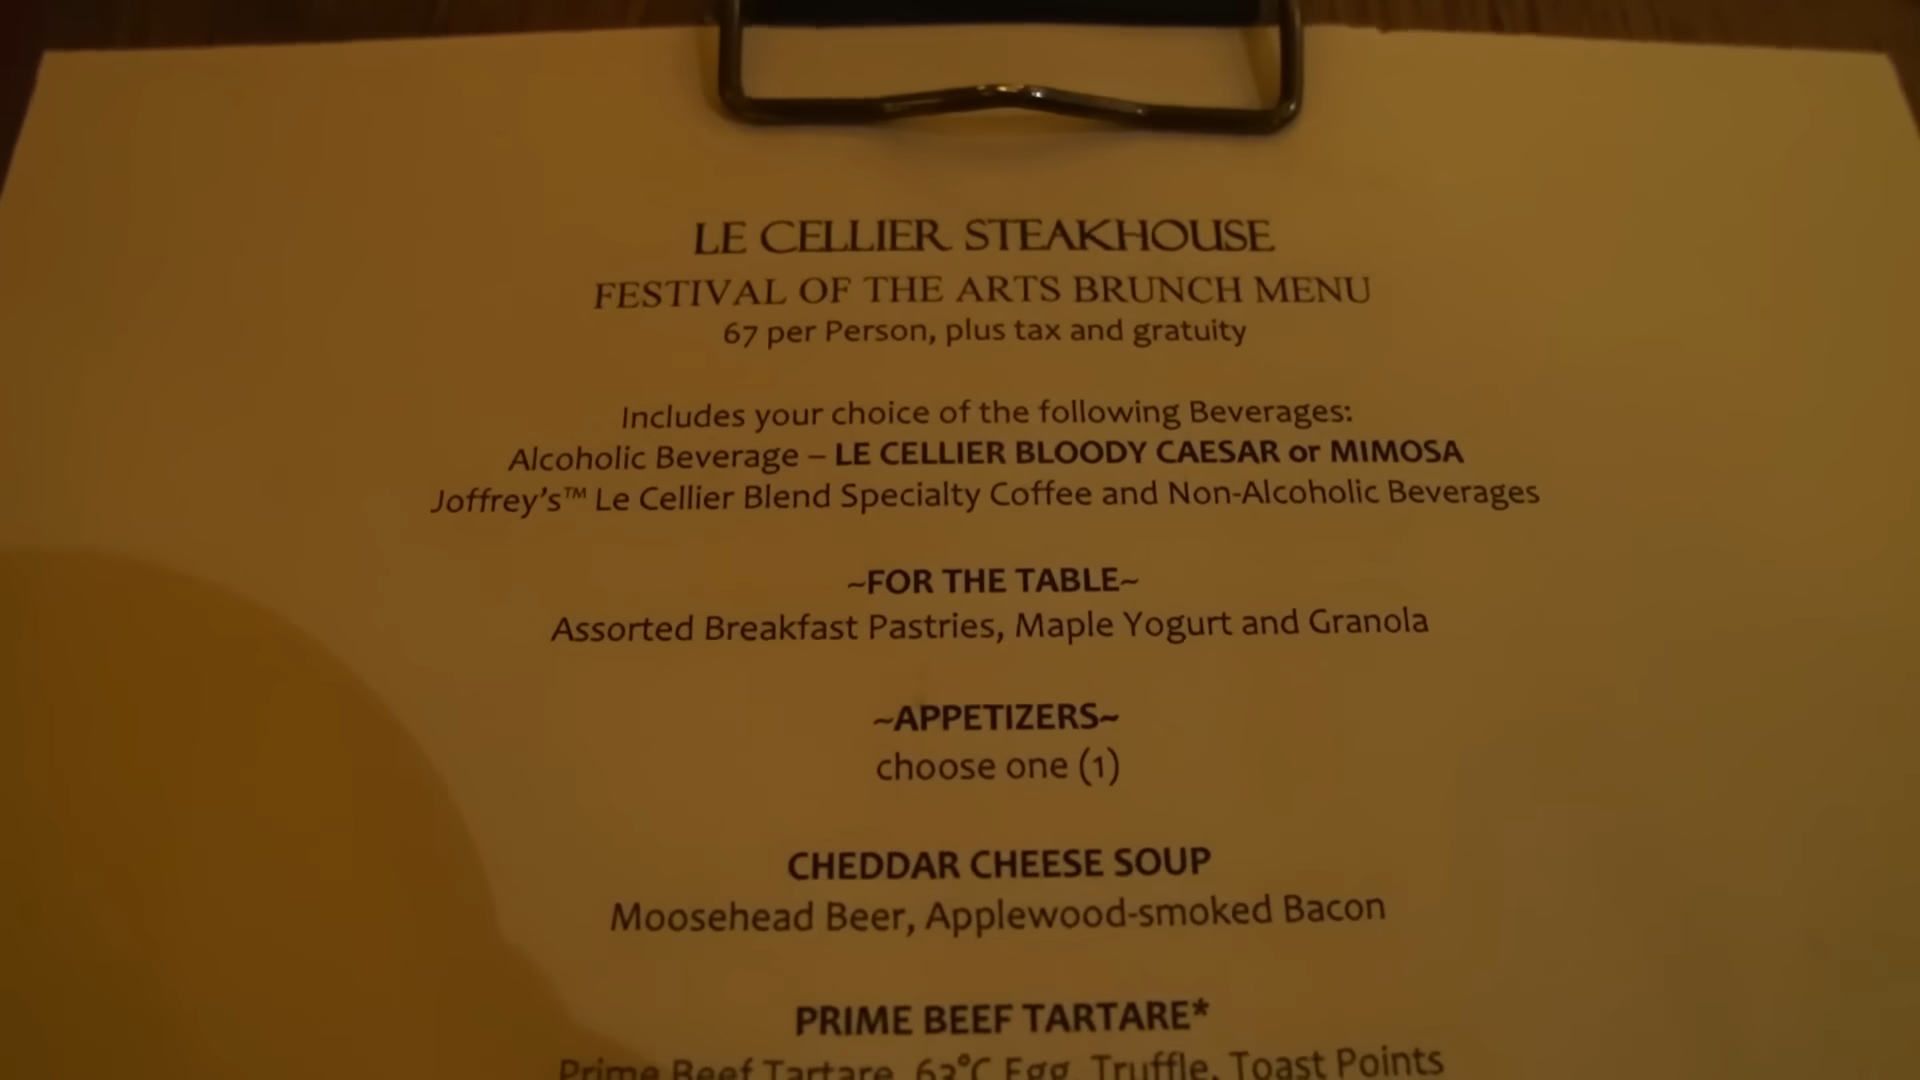 LE CELLIER STEAKHOUSE
FESTIVAL OF THE ARTS BRUNCH MENU
67 per Person, plus tax and gratuity
Includes your choice of the following Beverages:
Alcoholic Beverage – LE CELLIER BLOODY CAESAR or MIMOSA
Joffrey's™ Le Cellier Blend Specialty Coffee and Non-Alcoholic Beverages
~FOR THE TABLE~
Assorted Breakfast Pastries, Maple Yogurt and Granola
~APPETIZERS~
choose one (1)
CHEDDAR CHEESE SOUP
Moosehead Beer, Applewood-smoked Bacon
PRIME BEEF TARTARE*
Prime Beef Tartare, 63°C Egg, Truffle, Toast Points